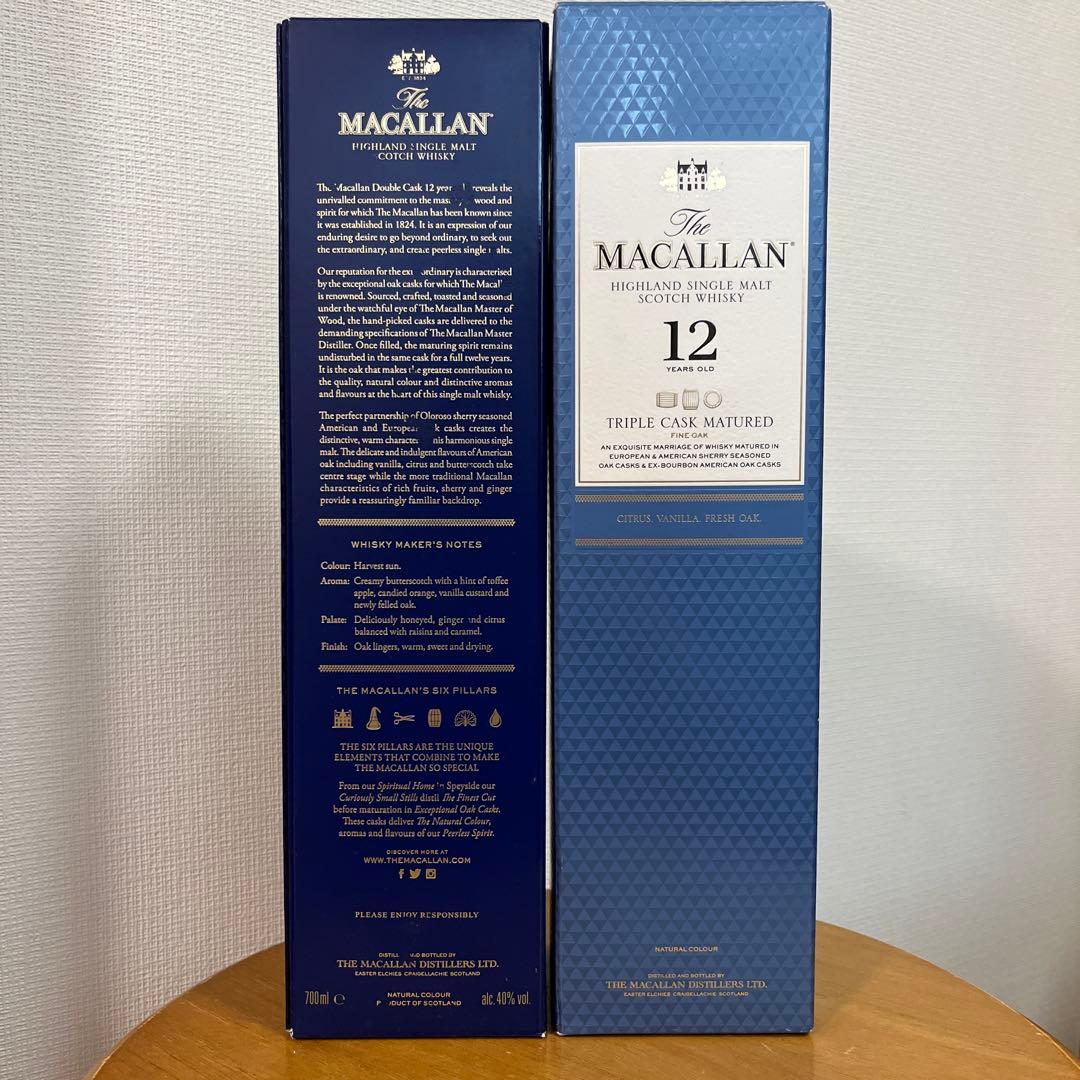 The
MACALLAN
HIGHLAND SINGLE MALT
COTCH WHISKY
The Macallan Double Cask 12 year reveals the
unrivalled commitment to the wood and
spirit for which The Macallan has been known since
it was established in 1824. It is an expression of our
enduring desire to go beyond ordinary, to seek out
the extraordinary, and create peerless single alts.
Our reputation for the ordinary is characterised
by the exceptional oak casks for which The
is renowned. Sourced, crafted, toasted and seasoned
under the watchful eye of The Macallan Master of
Wood, the hand-picked casks are delivered to the
demanding specifications of The Macallan Master
Distiller. Once filled, the maturing spirit remains
undisturbed in the same cask for a full twelve years.
It is the oak that makes the greatest contribution to
the quality, natural colour and distinctive aromas
and flavours at the heart of this single malt whisky.
The perfect partnership of Oloroso sherry seasoned
American and European k casks creates the
distinctive, warm character his harmonious single
malt. The delicate and indulgent flavours of American
oak including vanilla, citrus and butterscotch take
centre stage while the more traditional Macallan
characteristics of rich fruits, sherry and ginger
provide a reassuringly familiar backdrop.
WHISKY MAKER'S NOTES
Colour: Harvest sun.
Aroma: Creamy butterscotch with a hint of toffee
apple, candied orange, vanilla custard and
newly felled oak.
Palate: Deliciously honeyed, ginger and citrus
balanced with raisins and caramel.
Finish: Oak lingers, warm, sweet and drying.
THE MACALLAN'S SIX PILLARS
THE SIX PILLARS ARE THE UNIQUE
ELEMENTS THAT COMBINE TO MAKE
THE MACALLAN SO SPECIAL
From our Spiritual Home in Speyside our
Curiously Small Stills distil The Finest Cut
before maturation in Exceptional Oak Casks.
These casks deliver The Natural Colour,
aromas and flavours of our Peerless Spirit.
DISCOVER MORE AT
WWW.THEMACALLAN.COM
PLEASE ENJOY RESPONSIBLY
DISTILL AND BOTTLED BY
THE MACALLAN DISTILLERS LTD.
EASTER ELCHIES CRAIGELLACHIE SCOTLAND
700 ml ℮ NATURAL COLOUR alc. 40% vol.
PRODUCT OF SCOTLAND
The
MACALLAN®
HIGHLAND SINGLE MALT
SCOTCH WHISKY
12
YEARS OLD
TRIPLE CASK MATURED
FINE OAK
AN EXQUISITE MARRIAGE OF WHISKY MATURED IN
EUROPEAN & AMERICAN SHERRY SEASONED
OAK CASKS & EX-BOURBON AMERICAN OAK CASKS
CITRUS. VANILLA. FRESH OAK.
NATURAL COLOUR
DISTILLED AND BOTTLED BY
THE MACALLAN DISTILLERS LTD.
EASTER ELCHIES CRAIGELLACHIE SCOTLAND